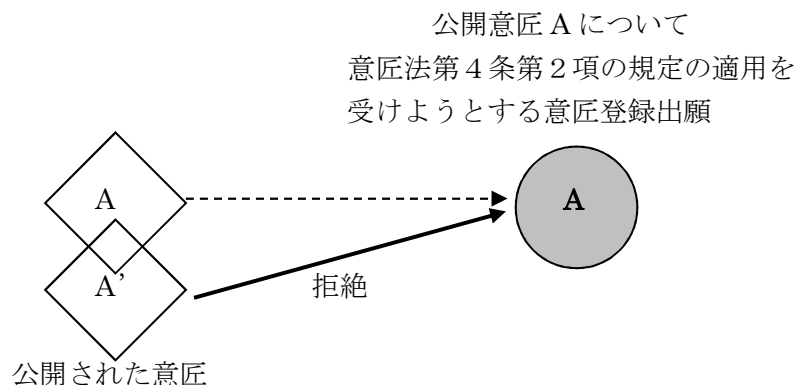 公開意匠 A について
意匠法第４条第２項の規定の適用を
受けようとする意匠登録出願
A
A
A’
拒絶
公開された意匠